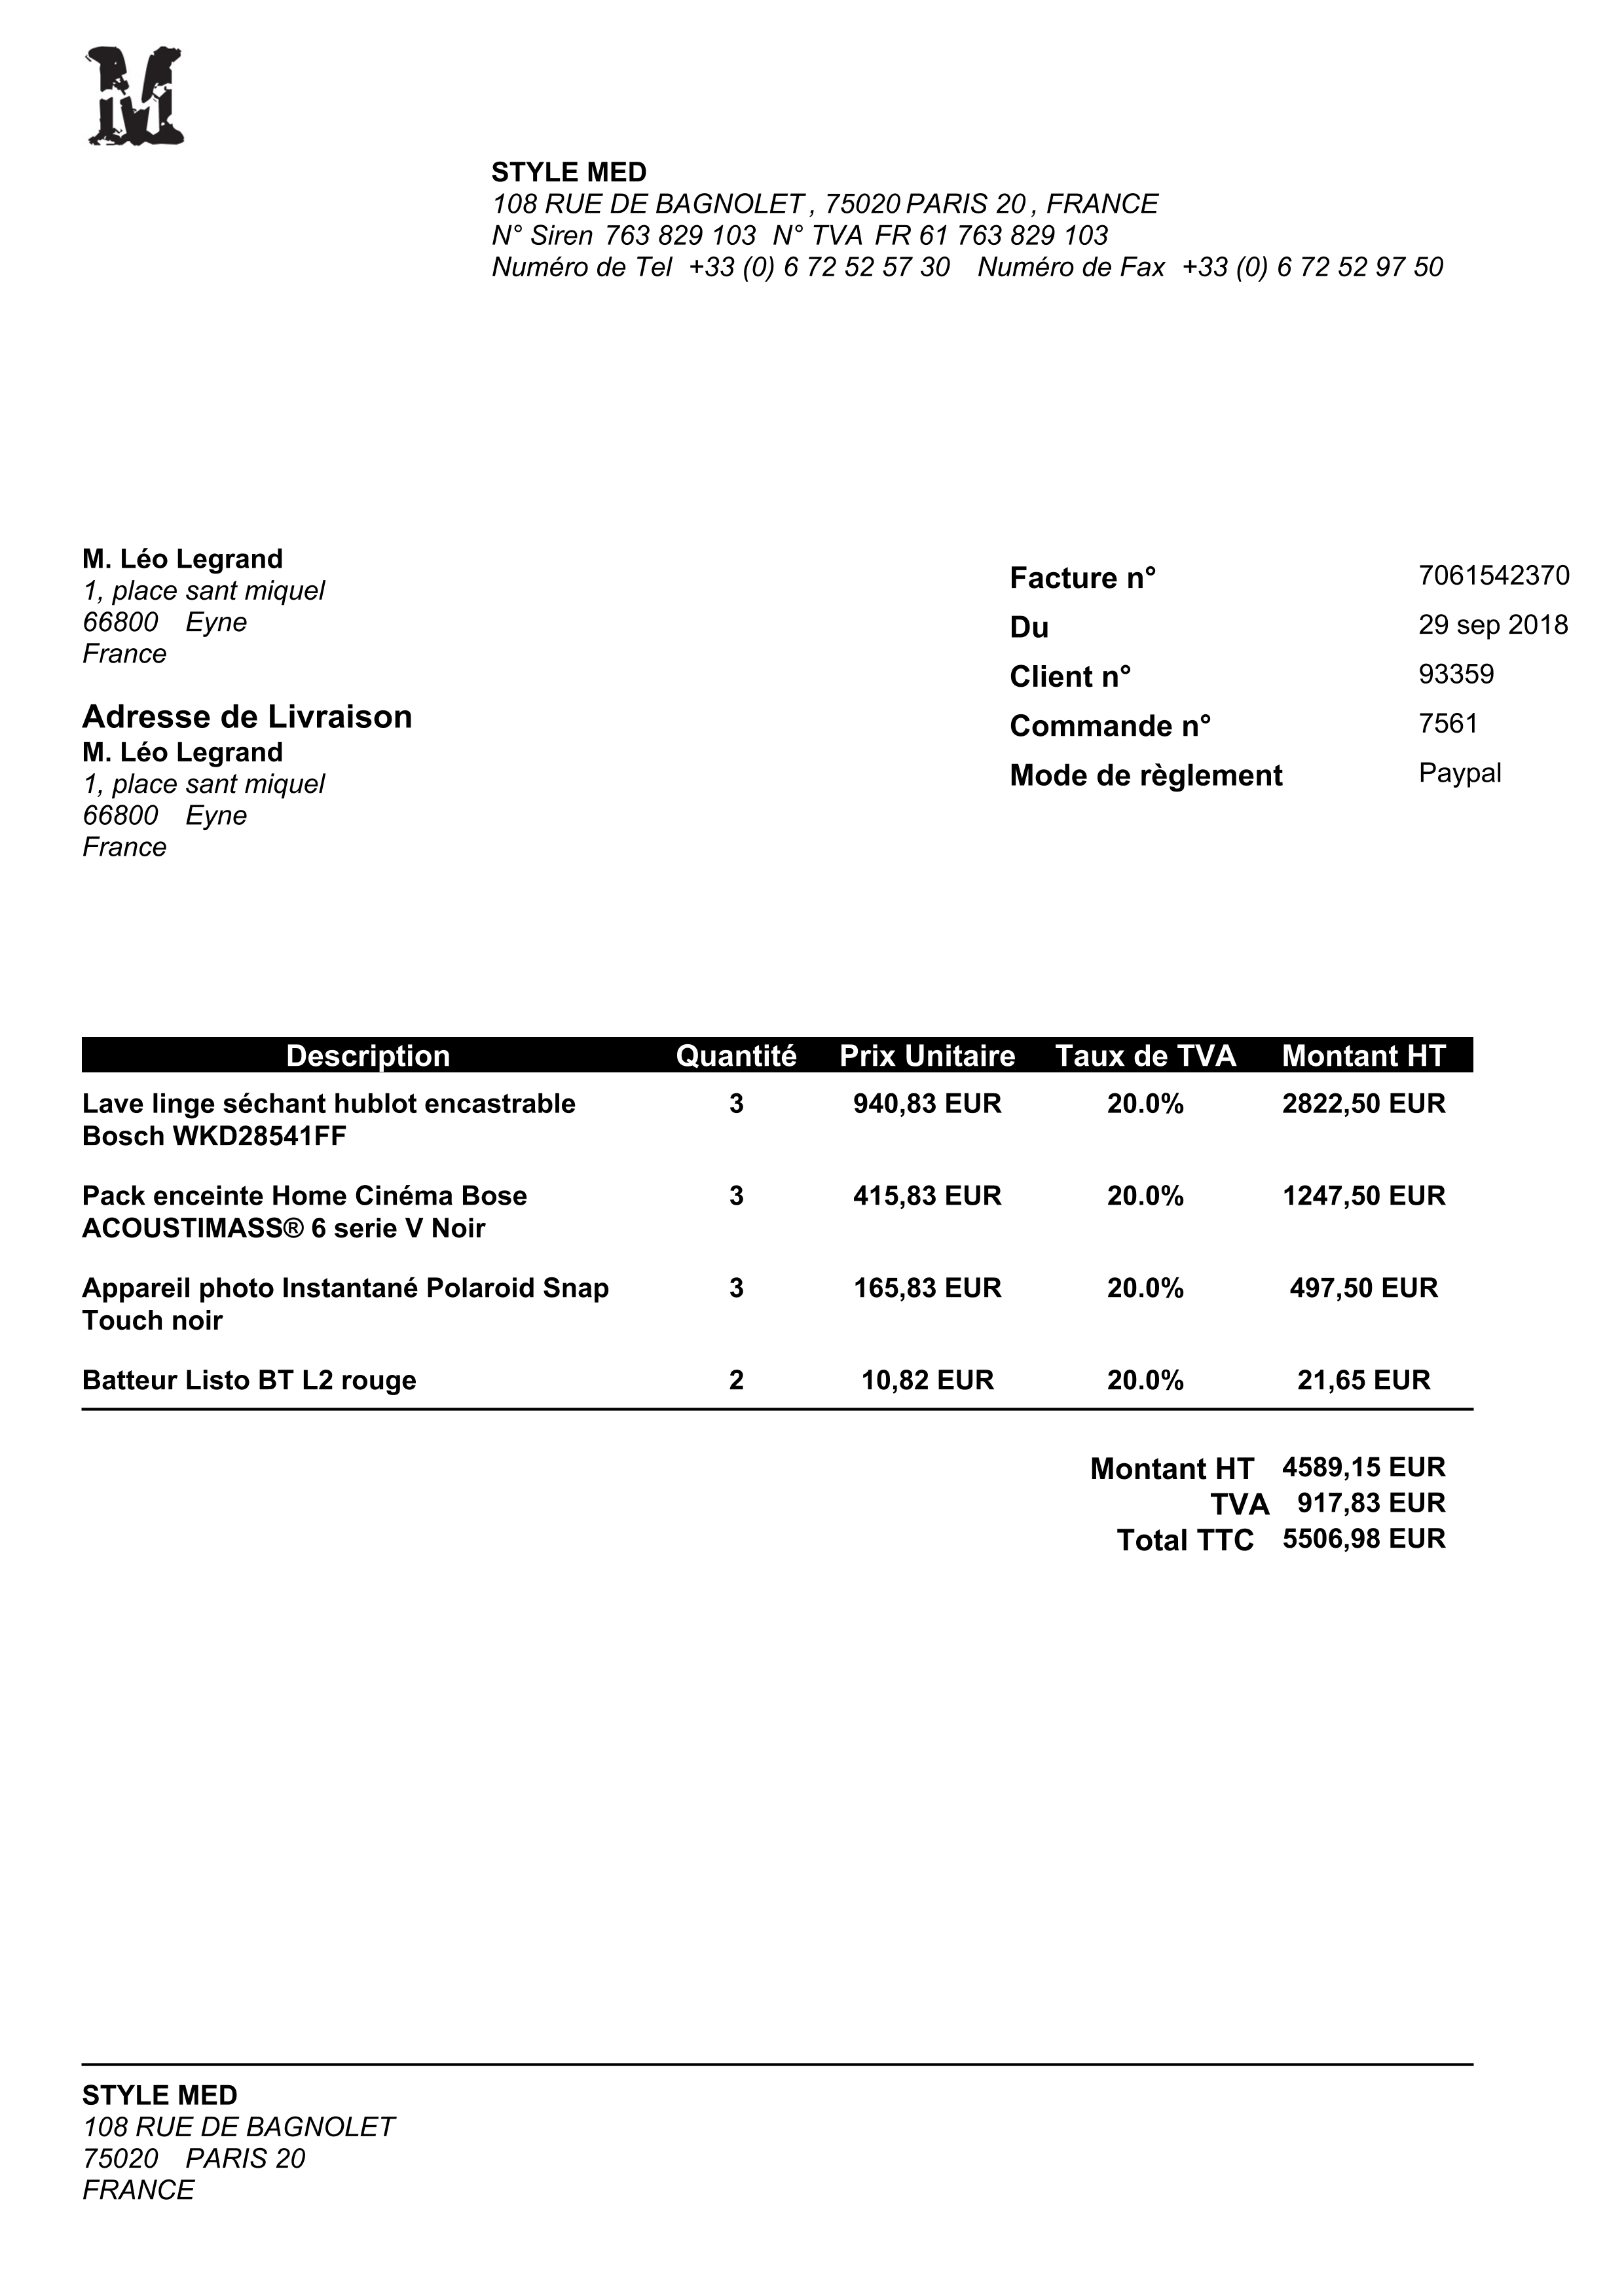 M
STYLE MED
108 RUE DE BAGNOLET , 75020 PARIS 20 , FRANCE
N° Siren 763 829 103 N° TVA FR 61 763 829 103
Numéro de Tel +33 (0) 6 72 52 57 30 Numéro de Fax +33 (0) 6 72 52 97 50
M. Léo Legrand
1, place sant miquel
66800 Eyne
France
Adresse de Livraison
M. Léo Legrand
1, place sant miquel
66800 Eyne
France
Facture n° 7061542370
Du 29 sep 2018
Client n° 93359
Commande n° 7561
Mode de règlement Paypal
Description Quantité Prix Unitaire Taux de TVA Montant HT
Lave linge séchant hublot encastrable 3 940,83 EUR 20.0% 2822,50 EUR
Bosch WKD28541FF
Pack enceinte Home Cinéma Bose 3 415,83 EUR 20.0% 1247,50 EUR
ACOUSTIMASS® 6 serie V Noir
Appareil photo Instantané Polaroid Snap 3 165,83 EUR 20.0% 497,50 EUR
Touch noir
Batteur Listo BT L2 rouge 2 10,82 EUR 20.0% 21,65 EUR
Montant HT 4589,15 EUR
TVA 917,83 EUR
Total TTC 5506,98 EUR
STYLE MED
108 RUE DE BAGNOLET
75020 PARIS 20
FRANCE